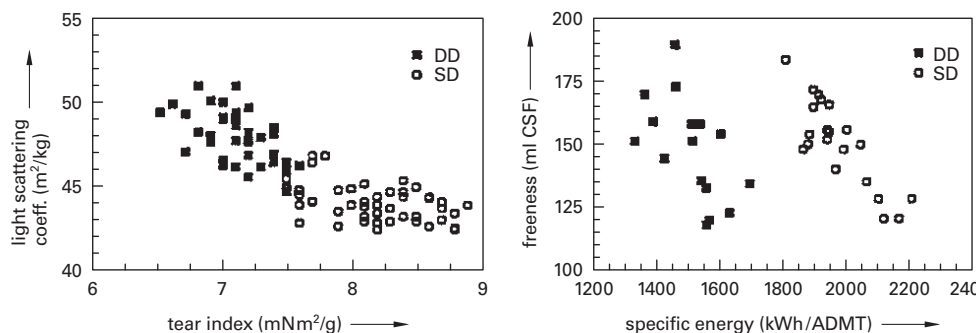 55
50
45
40
light scattering
coeff. (m²/kg)
DD
SD
6
7
8
9
tear index (mNm²/g)
200
175
150
125
100
freeness (ml CSF)
DD
SD
1200
1400
1600
1800
2000
2200
240
specific energy (kWh/ADMT)